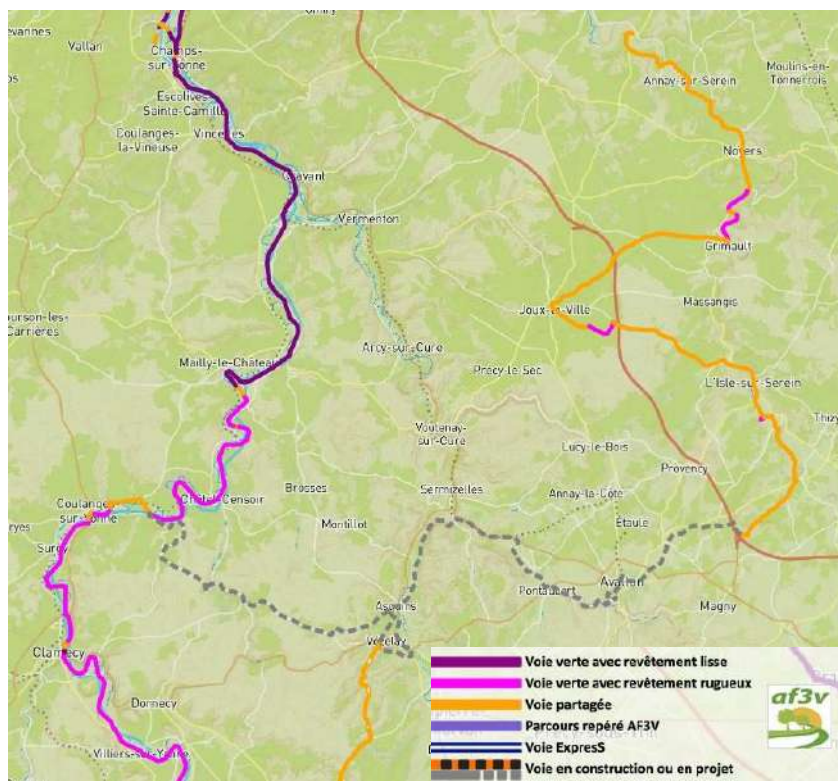 Vallan
Champs-
sur-Yonne
Annay-sur-Serein
Moulins-en-
Tonnerrois
Escolives-
Sainte-Camille
Coulanges-
la-Vineuse
Vincelles
Noyers
Cravant
Vermenton
Grimault
Joux-la-Ville
Massangis
Carrières
Mailly-le-Château
Arcy-sur-Cure
Précy-le-Sec
L'Isle-sur-Serein
Voutenay-
sur-Cure
Lucy-le-Bois
Provency
Châtel-Censoir
Brosses
Sermizelles
Annay-la-Côte
Coulanges-
sur-Yonne
Montillot
Étaule
Surgy
Avallon
Pontaubert
Asquins
Magny
Clamecy
Vézelay
Dornecy
Villiers-sur-Yonne
Voie verte avec revêtement lisse
Voie verte avec revêtement rugueux
Voie partagée
Parcours repéré AF3V
Voie ExpresS
Voie en construction ou en projet
af3v